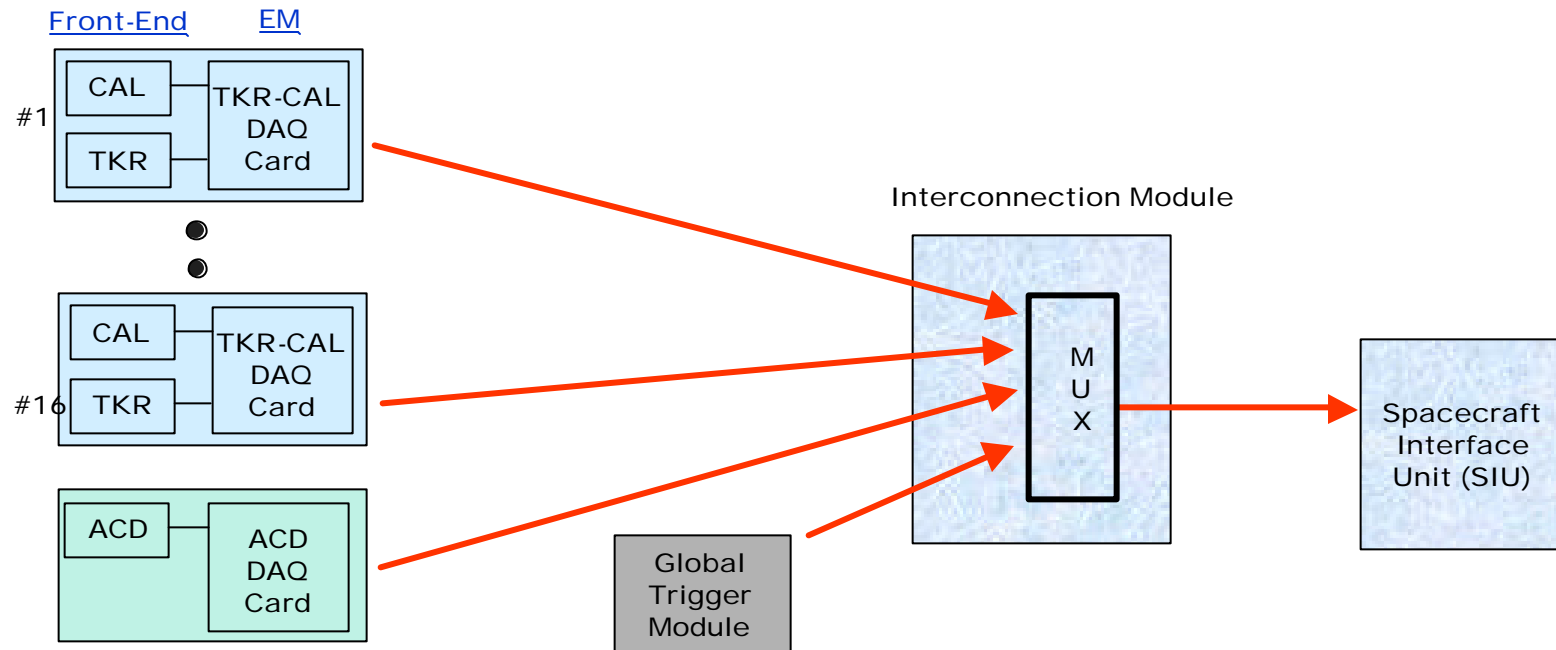 Front-End
EM
#1
CAL
TKR
TKR-CAL
DAQ
Card
#16
CAL
TKR
TKR-CAL
DAQ
Card
ACD
ACD
DAQ
Card
Global
Trigger
Module
Interconnection Module
M
U
X
Spacecraft
Interface
Unit (SIU)